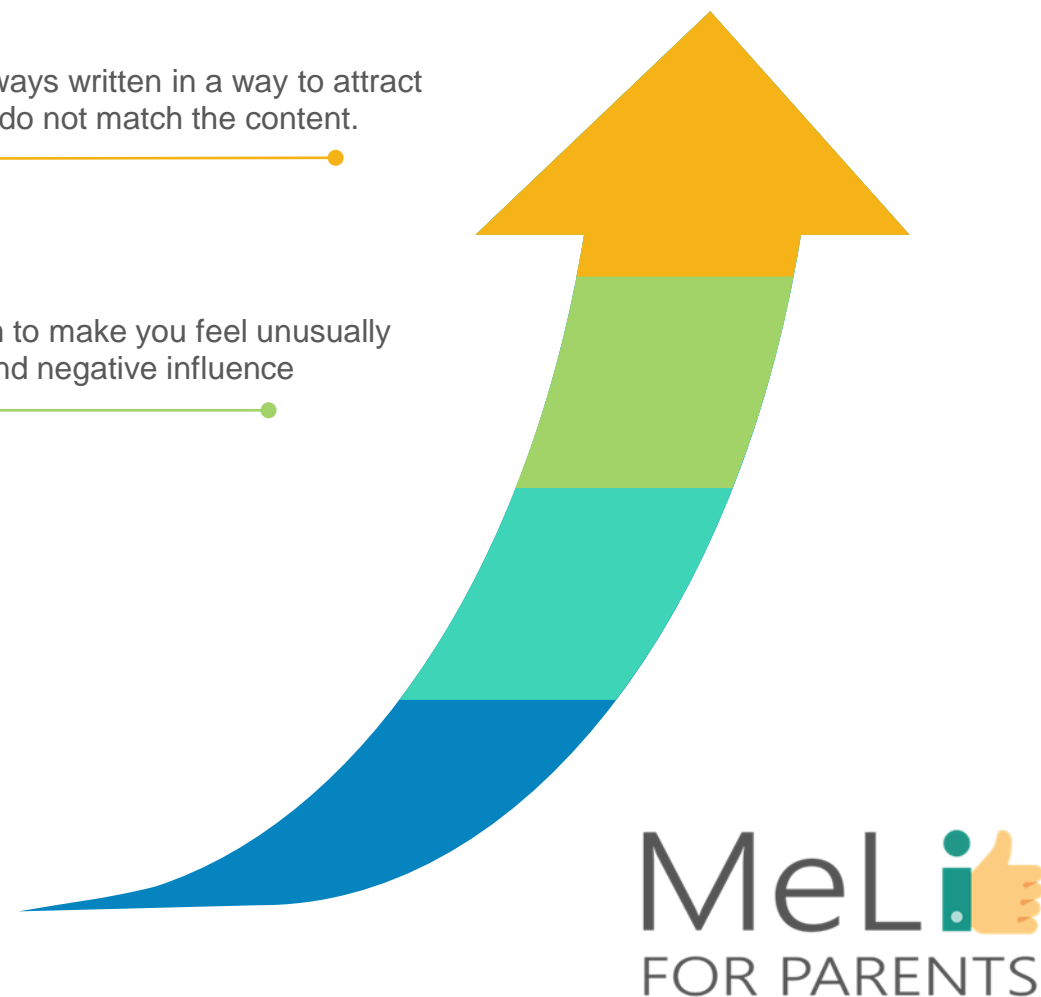 ways written in a way to attract
do not match the content.
to make you feel unusually
nd negative influence
MeLi
FOR PARENTS